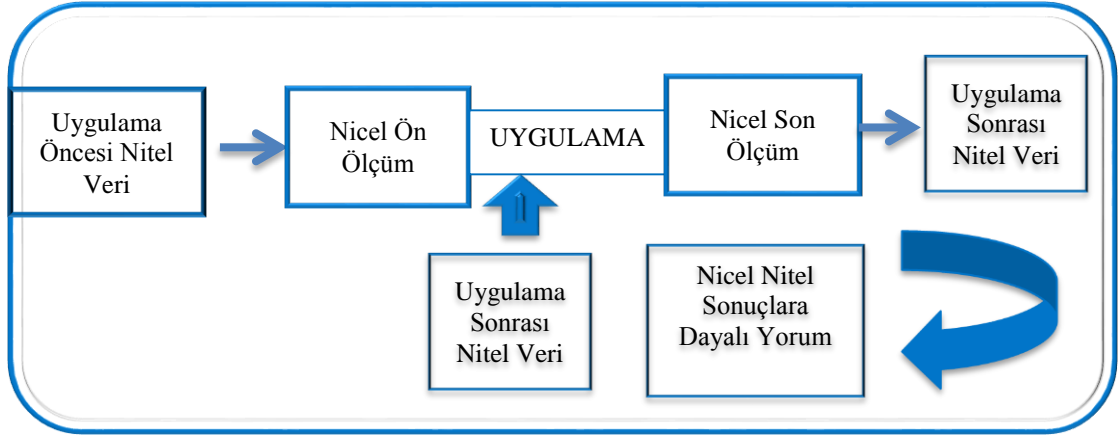 Uygulama
Öncesi Nitel
Veri
Nicel Ön
Ölçüm
UYGULAMA
Nicel Son
Ölçüm
Uygulama
Sonrası
Nitel Veri
Uygulama
Sonrası
Nitel Veri
Nicel Nitel
Sonuçlara
Dayalı Yorum